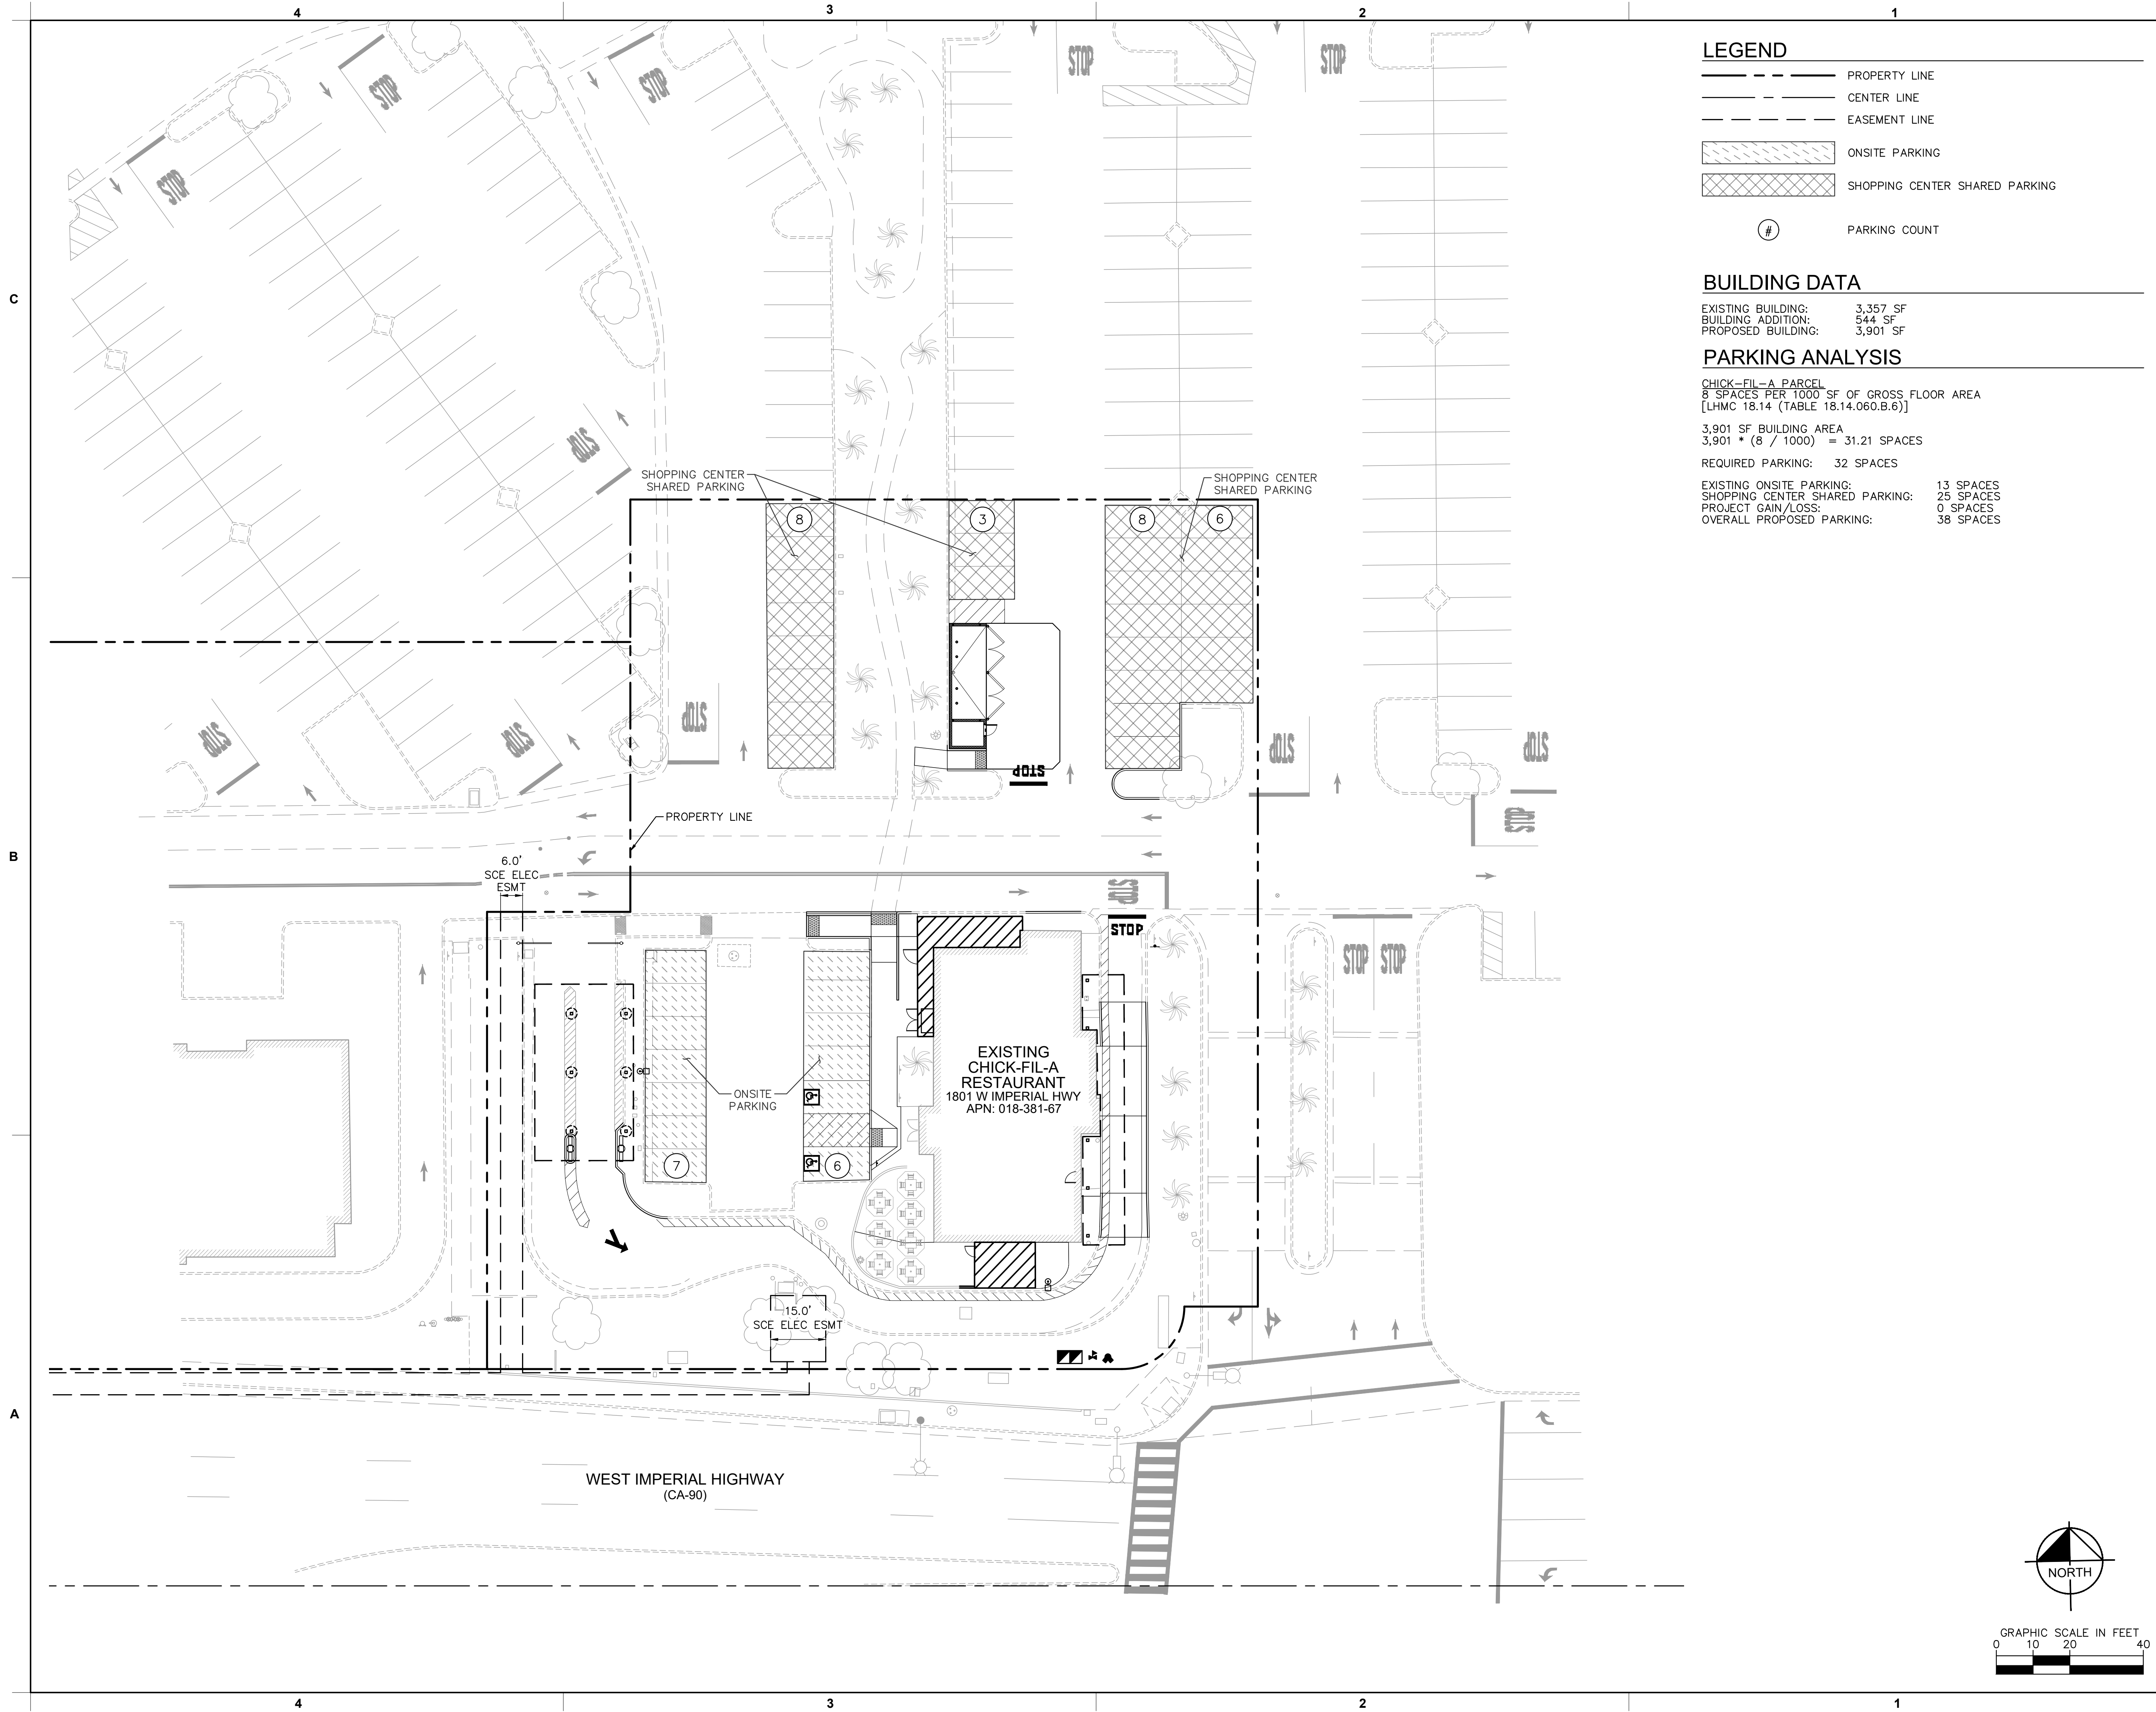 4 3 2 1
STOP
STOP
STOP
STOP
STOP
STOP
C
SHOPPING CENTER
SHARED PARKING
SHOPPING CENTER
SHARED PARKING
8
3
8
6
STOP
STOP
STOP
STOP
STOP
STOP
STOP
PROPERTY LINE
STOP
B
6.0'
SCE ELEC
ESMT
STOP
STOP
STOP
STOP
EXISTING
CHICK-FIL-A
RESTAURANT
1801 W IMPERIAL HWY
APN: 018-381-67
ONSITE
PARKING
7
6
15.0'
SCE ELEC ESMT
A
WEST IMPERIAL HIGHWAY
(CA-90)
LEGEND
PROPERTY LINE
CENTER LINE
EASEMENT LINE
ONSITE PARKING
SHOPPING CENTER SHARED PARKING
# PARKING COUNT
BUILDING DATA
EXISTING BUILDING: 3,357 SF
BUILDING ADDITION: 544 SF
PROPOSED BUILDING: 3,901 SF
PARKING ANALYSIS
CHICK-FIL-A PARCEL
8 SPACES PER 1000 SF OF GROSS FLOOR AREA
[LHMC 18.14 (TABLE 18.14.060.B.6)]
3,901 SF BUILDING AREA
3,901 * (8 / 1000) = 31.21 SPACES
REQUIRED PARKING: 32 SPACES
EXISTING ONSITE PARKING: 13 SPACES
SHOPPING CENTER SHARED PARKING: 25 SPACES
PROJECT GAIN/LOSS: 0 SPACES
OVERALL PROPOSED PARKING: 38 SPACES
NORTH
GRAPHIC SCALE IN FEET
0 10 20 40
4 3 2 1